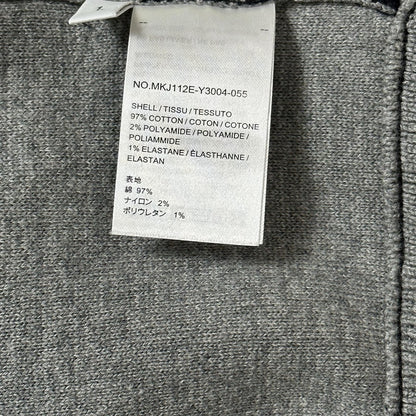 NO.MKJ112E-Y3004-055
SHELL / TISSU / TESSUTO
97% COTTON / COTON / COTONE
2% POLYAMIDE / POLYAMIDE /
POLIAMMIDE
1% ELASTANE / ÉLASTHANNE /
ELASTAN
表地
綿 97%
ナイロン 2%
ポリウレタン 1%